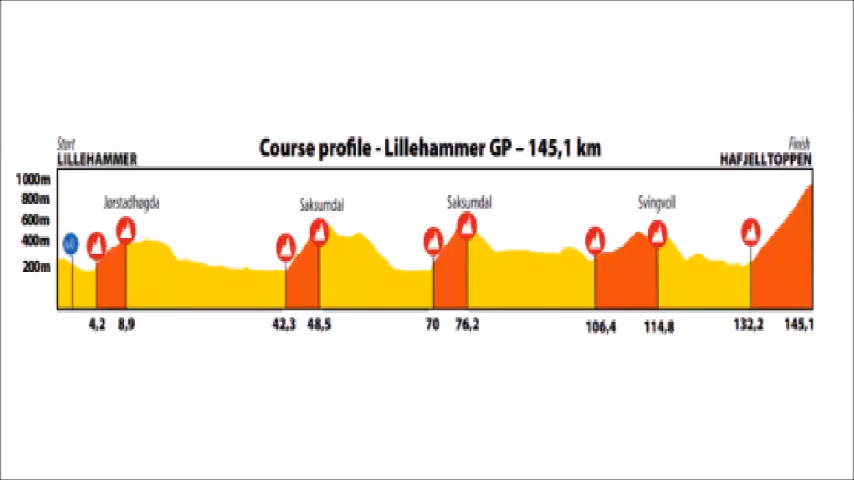 Start
LILLEHAMMER
Course profile - Lillehammer GP – 145,1 km
Finish
HAFJELLTOPPEN
1000m
800m
600m
400m
200m
Jørstadhøgda
Saksumdal
Saksumdal
Svingvoll
4,2 8,9 42,3 48,5 70 76,2 106,4 114,8 132,2 145,1